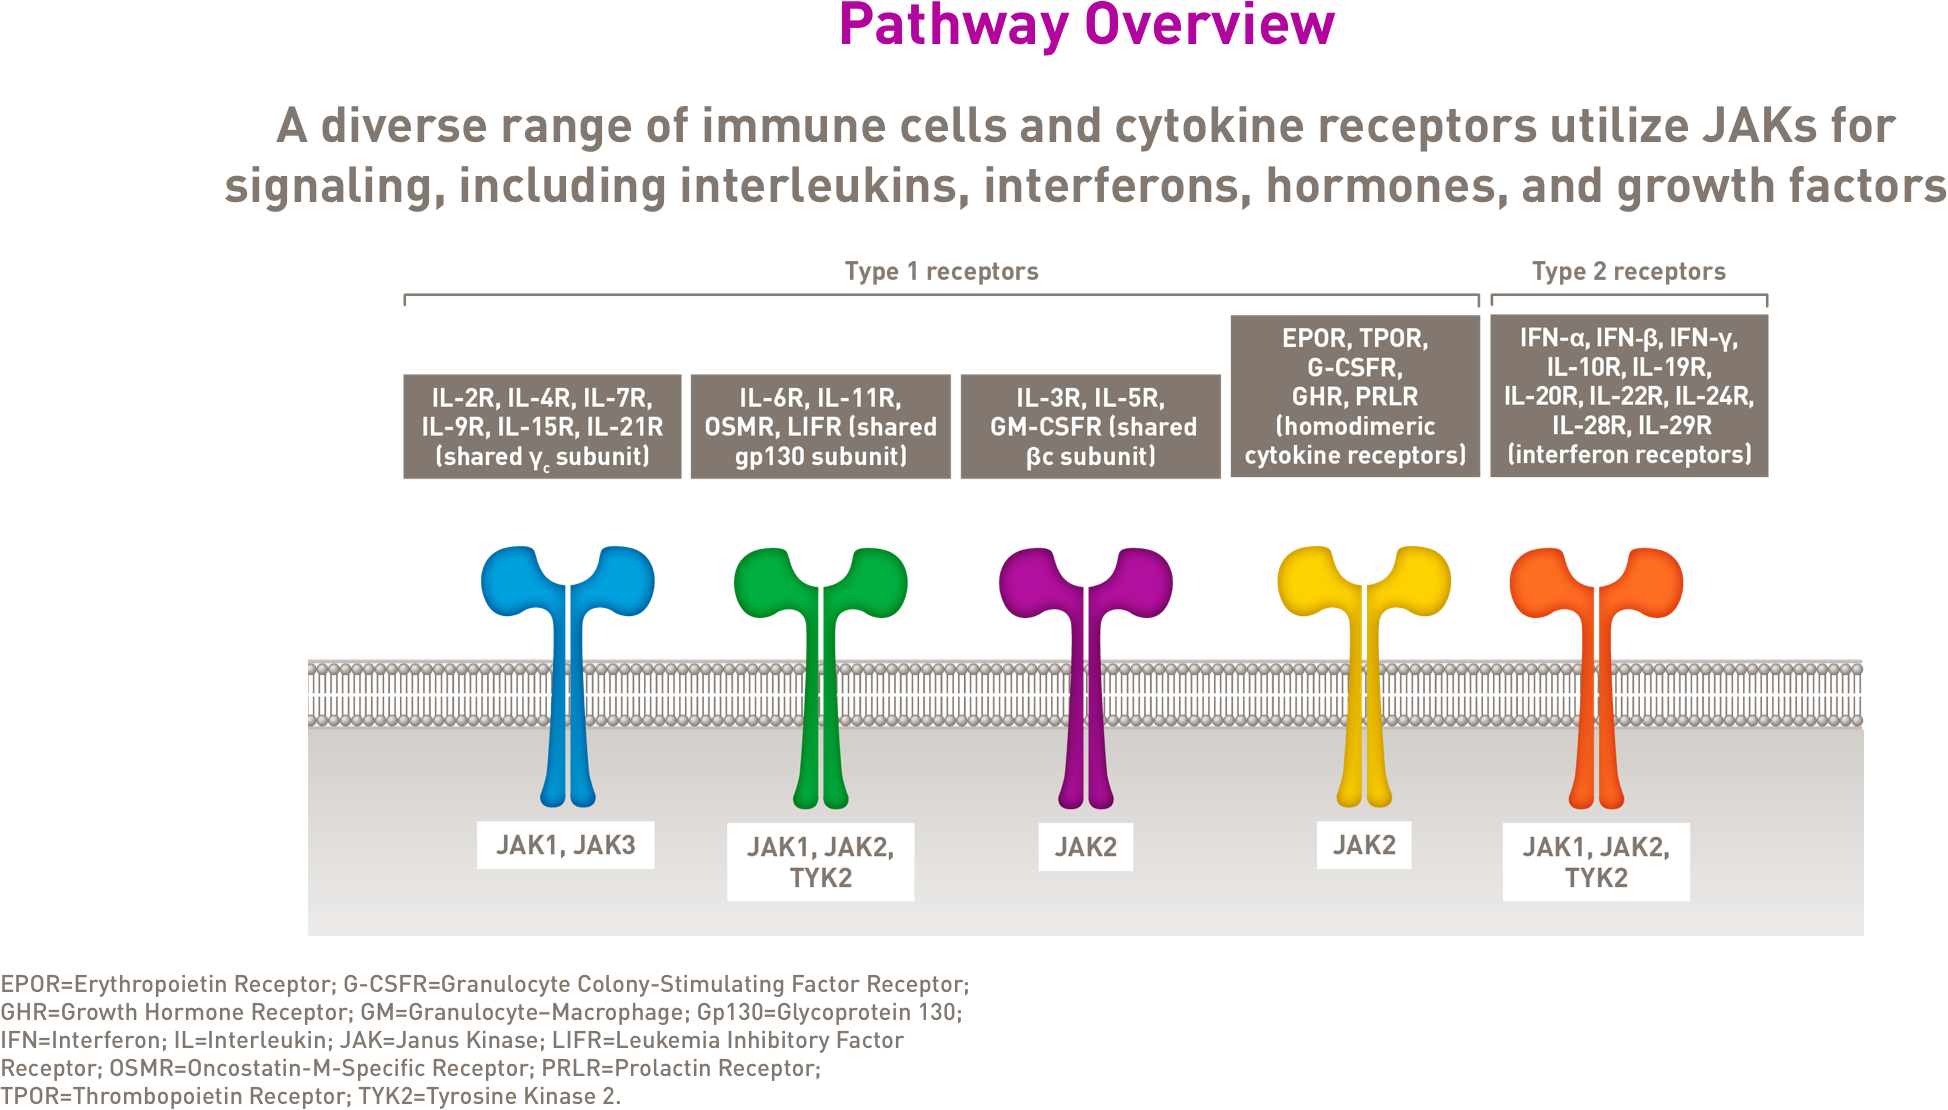 Pathway Overview
A diverse range of immune cells and cytokine receptors utilize JAKs for
signaling, including interleukins, interferons, hormones, and growth factors
Type 1 receptors
Type 2 receptors
IL-2R, IL-4R, IL-7R,
IL-9R, IL-15R, IL-21R
(shared γc subunit)
IL-6R, IL-11R,
OSMR, LIFR (shared
gp130 subunit)
IL-3R, IL-5R,
GM-CSFR (shared
βc subunit)
EPOR, TPOR,
G-CSFR,
GHR, PRLR
(homodimeric
cytokine receptors)
IFN-α, IFN-β, IFN-γ,
IL-10R, IL-19R,
IL-20R, IL-22R, IL-24R,
IL-28R, IL-29R
(interferon receptors)
JAK1, JAK3
JAK1, JAK2,
TYK2
JAK2
JAK2
JAK1, JAK2,
TYK2
EPOR=Erythropoietin Receptor; G-CSFR=Granulocyte Colony-Stimulating Factor Receptor;
GHR=Growth Hormone Receptor; GM=Granulocyte–Macrophage; Gp130=Glycoprotein 130;
IFN=Interferon; IL=Interleukin; JAK=Janus Kinase; LIFR=Leukemia Inhibitory Factor
Receptor; OSMR=Oncostatin-M-Specific Receptor; PRLR=Prolactin Receptor;
TPOR=Thrombopoietin Receptor; TYK2=Tyrosine Kinase 2.